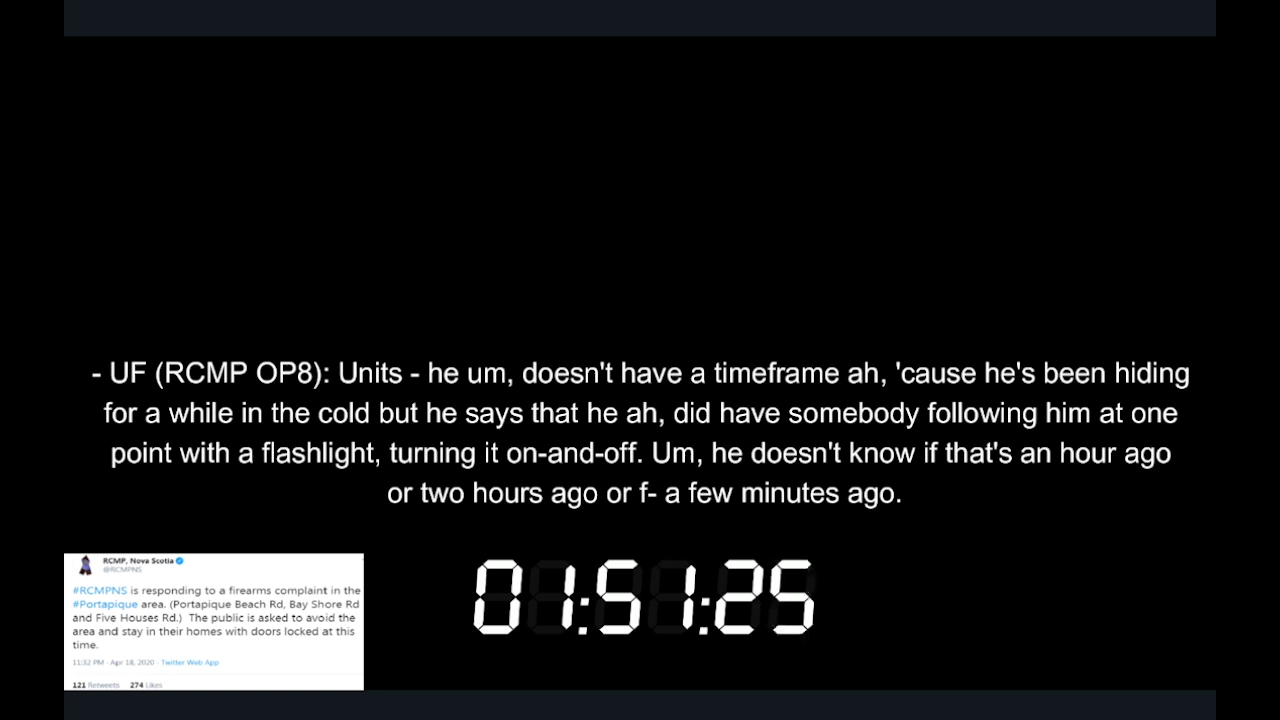 - UF (RCMP OP8): Units - he um, doesn't have a timeframe ah, 'cause he's been hiding
for a while in the cold but he says that he ah, did have somebody following him at one
point with a flashlight, turning it on-and-off. Um, he doesn't know if that's an hour ago
or two hours ago or f- a few minutes ago.
RCMP, Nova Scotia
@RCMPNS
#RCMPNS is responding to a firearms complaint in the
#Portapique area. (Portapique Beach Rd, Bay Shore Rd
and Five Houses Rd.) The public is asked to avoid the
area and stay in their homes with doors locked at this
time.
11:32 PM · Apr 18, 2020 · Twitter Web App
121 Retweets 274 Likes
01:51:25